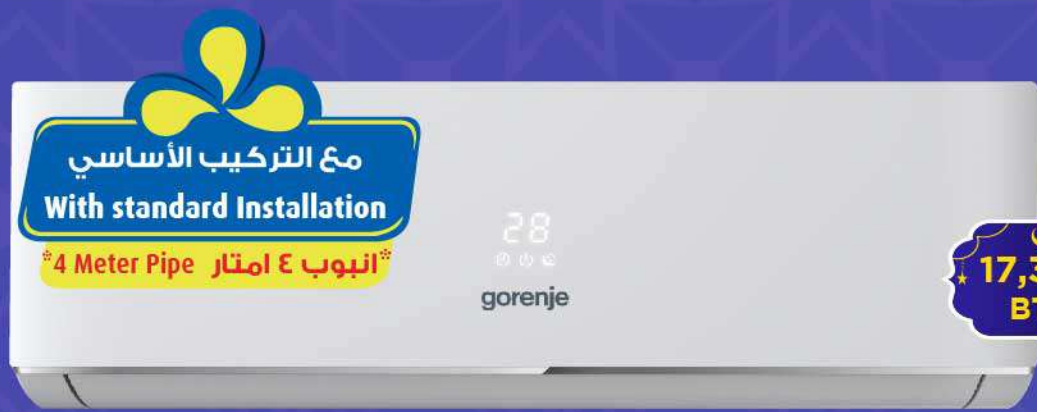 مع التركيب الأساسي
With standard Installation
*4 Meter Pipe انبوب ٤ امتار*
28
gorenje